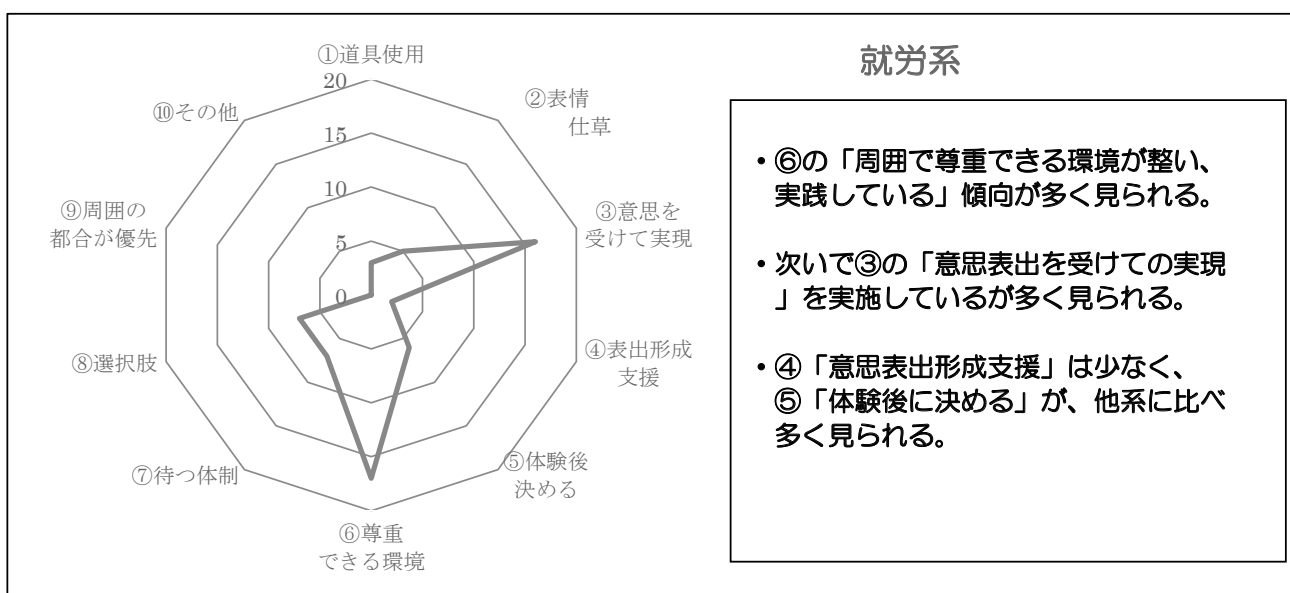 ①道具使用
20
15
10
5
0
②表情
仕草
③意思を
受けて実現
④表出形成
支援
⑤体験後
決める
⑥尊重
できる環境
⑦待つ体制
⑧選択肢
⑨周囲の
都合が優先
⑩その他
就労系
・⑥の「周囲で尊重できる環境が整い、
実践している」傾向が多く見られる。
・次いで③の「意思表出を受けての実現
」を実施しているが多く見られる。
・④「意思表出形成支援」は少なく、
⑤「体験後に決める」が、他系に比べ
多く見られる。